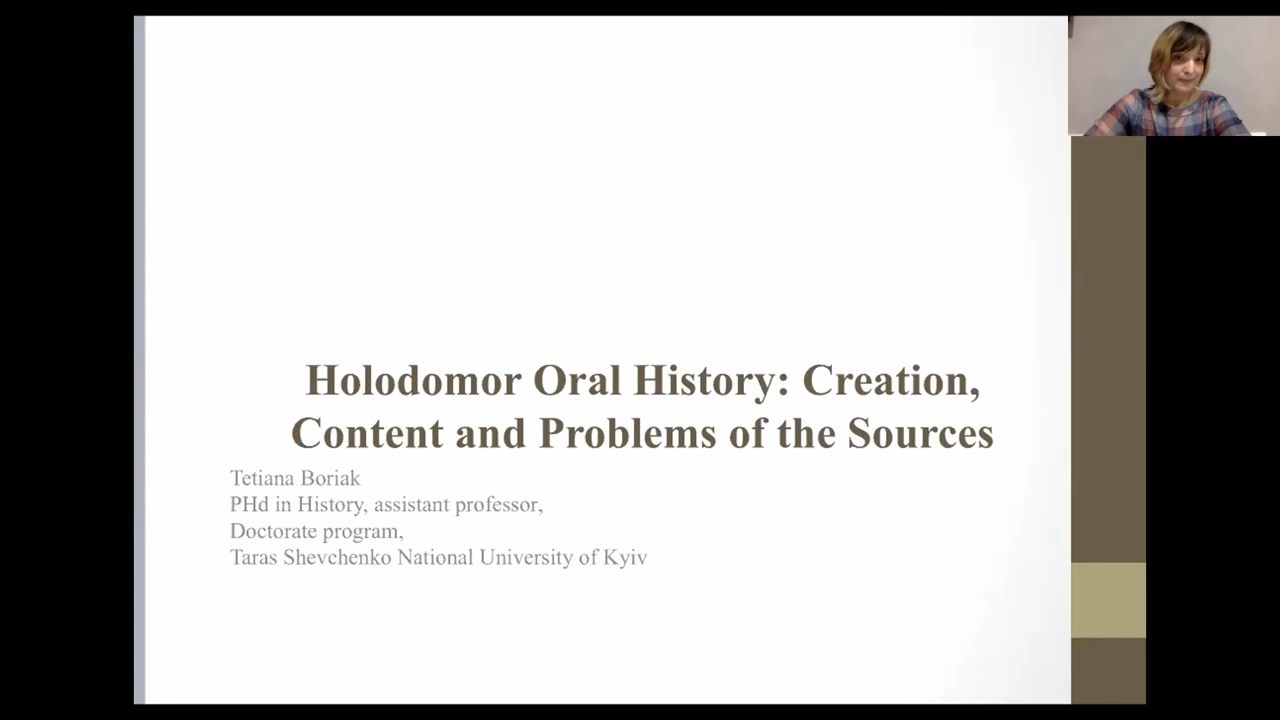 Holodomor Oral History: Creation,
Content and Problems of the Sources
Tetiana Boriak
PHd in History, assistant professor,
Doctorate program,
Taras Shevchenko National University of Kyiv